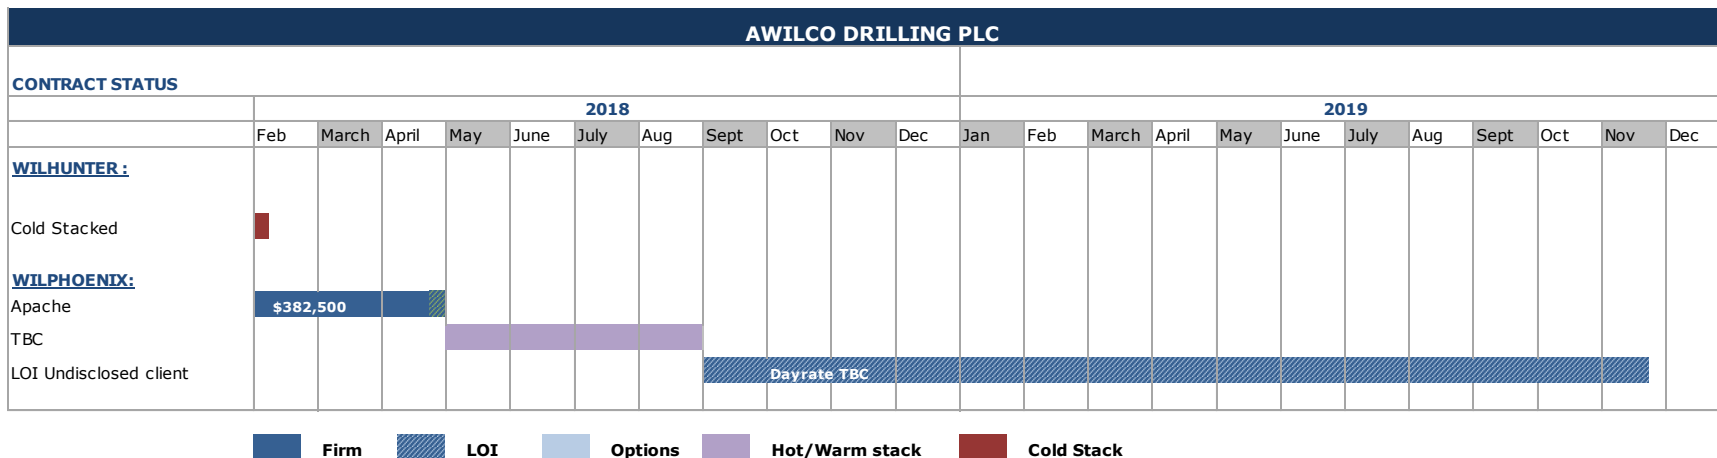 AWILCO DRILLING PLC
CONTRACT STATUS
2018 2019
Feb March April May June July Aug Sept Oct Nov Dec Jan Feb March April May June July Aug Sept Oct Nov Dec
WILHUNTER :
Cold Stacked
WILPHOENIX:
Apache $382,500
TBC
LOI Undisclosed client Dayrate TBC
Firm LOI Options Hot/Warm stack Cold Stack